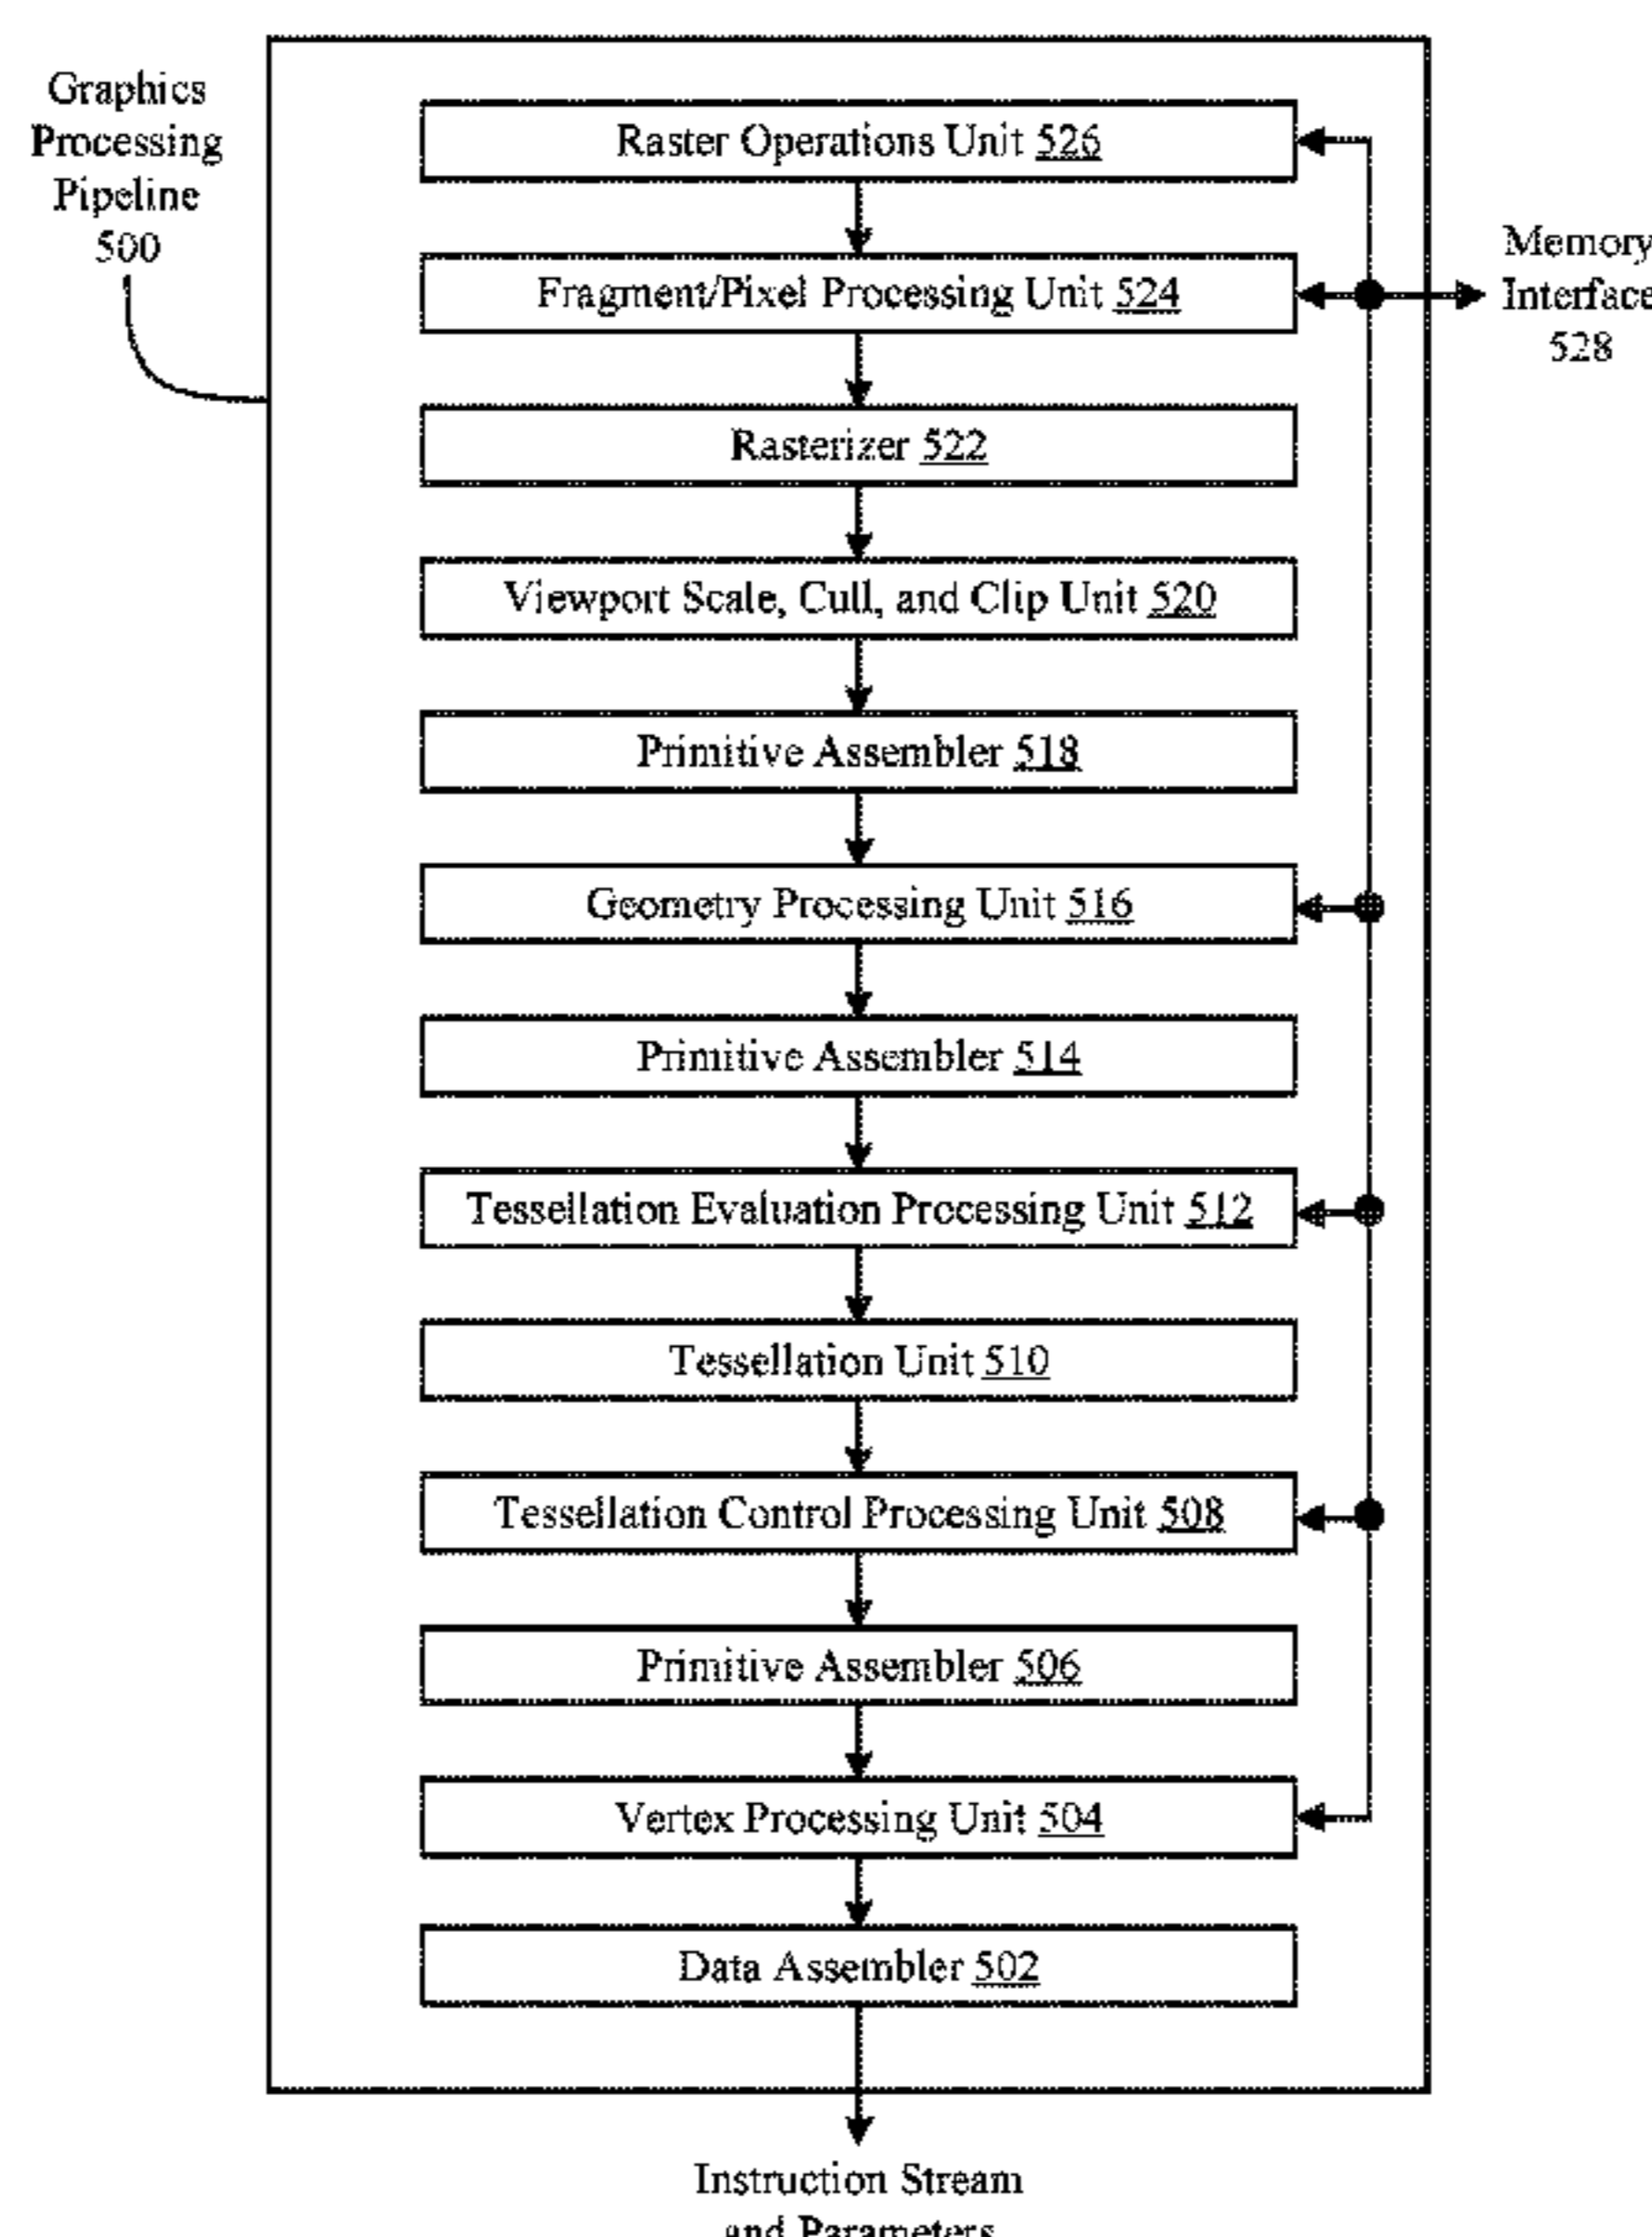 Graphics
Processing
Pipeline
500
Raster Operations Unit 526
Fragment/Pixel Processing Unit 524
Memory
Interface
528
Rasterizer 522
Viewport Scale, Cull, and Clip Unit 520
Primitive Assembler 518
Geometry Processing Unit 516
Primitive Assembler 514
Tessellation Evaluation Processing Unit 512
Tessellation Unit 510
Tessellation Control Processing Unit 508
Primitive Assembler 506
Vertex Processing Unit 504
Data Assembler 502
Instruction Stream
and Parameters